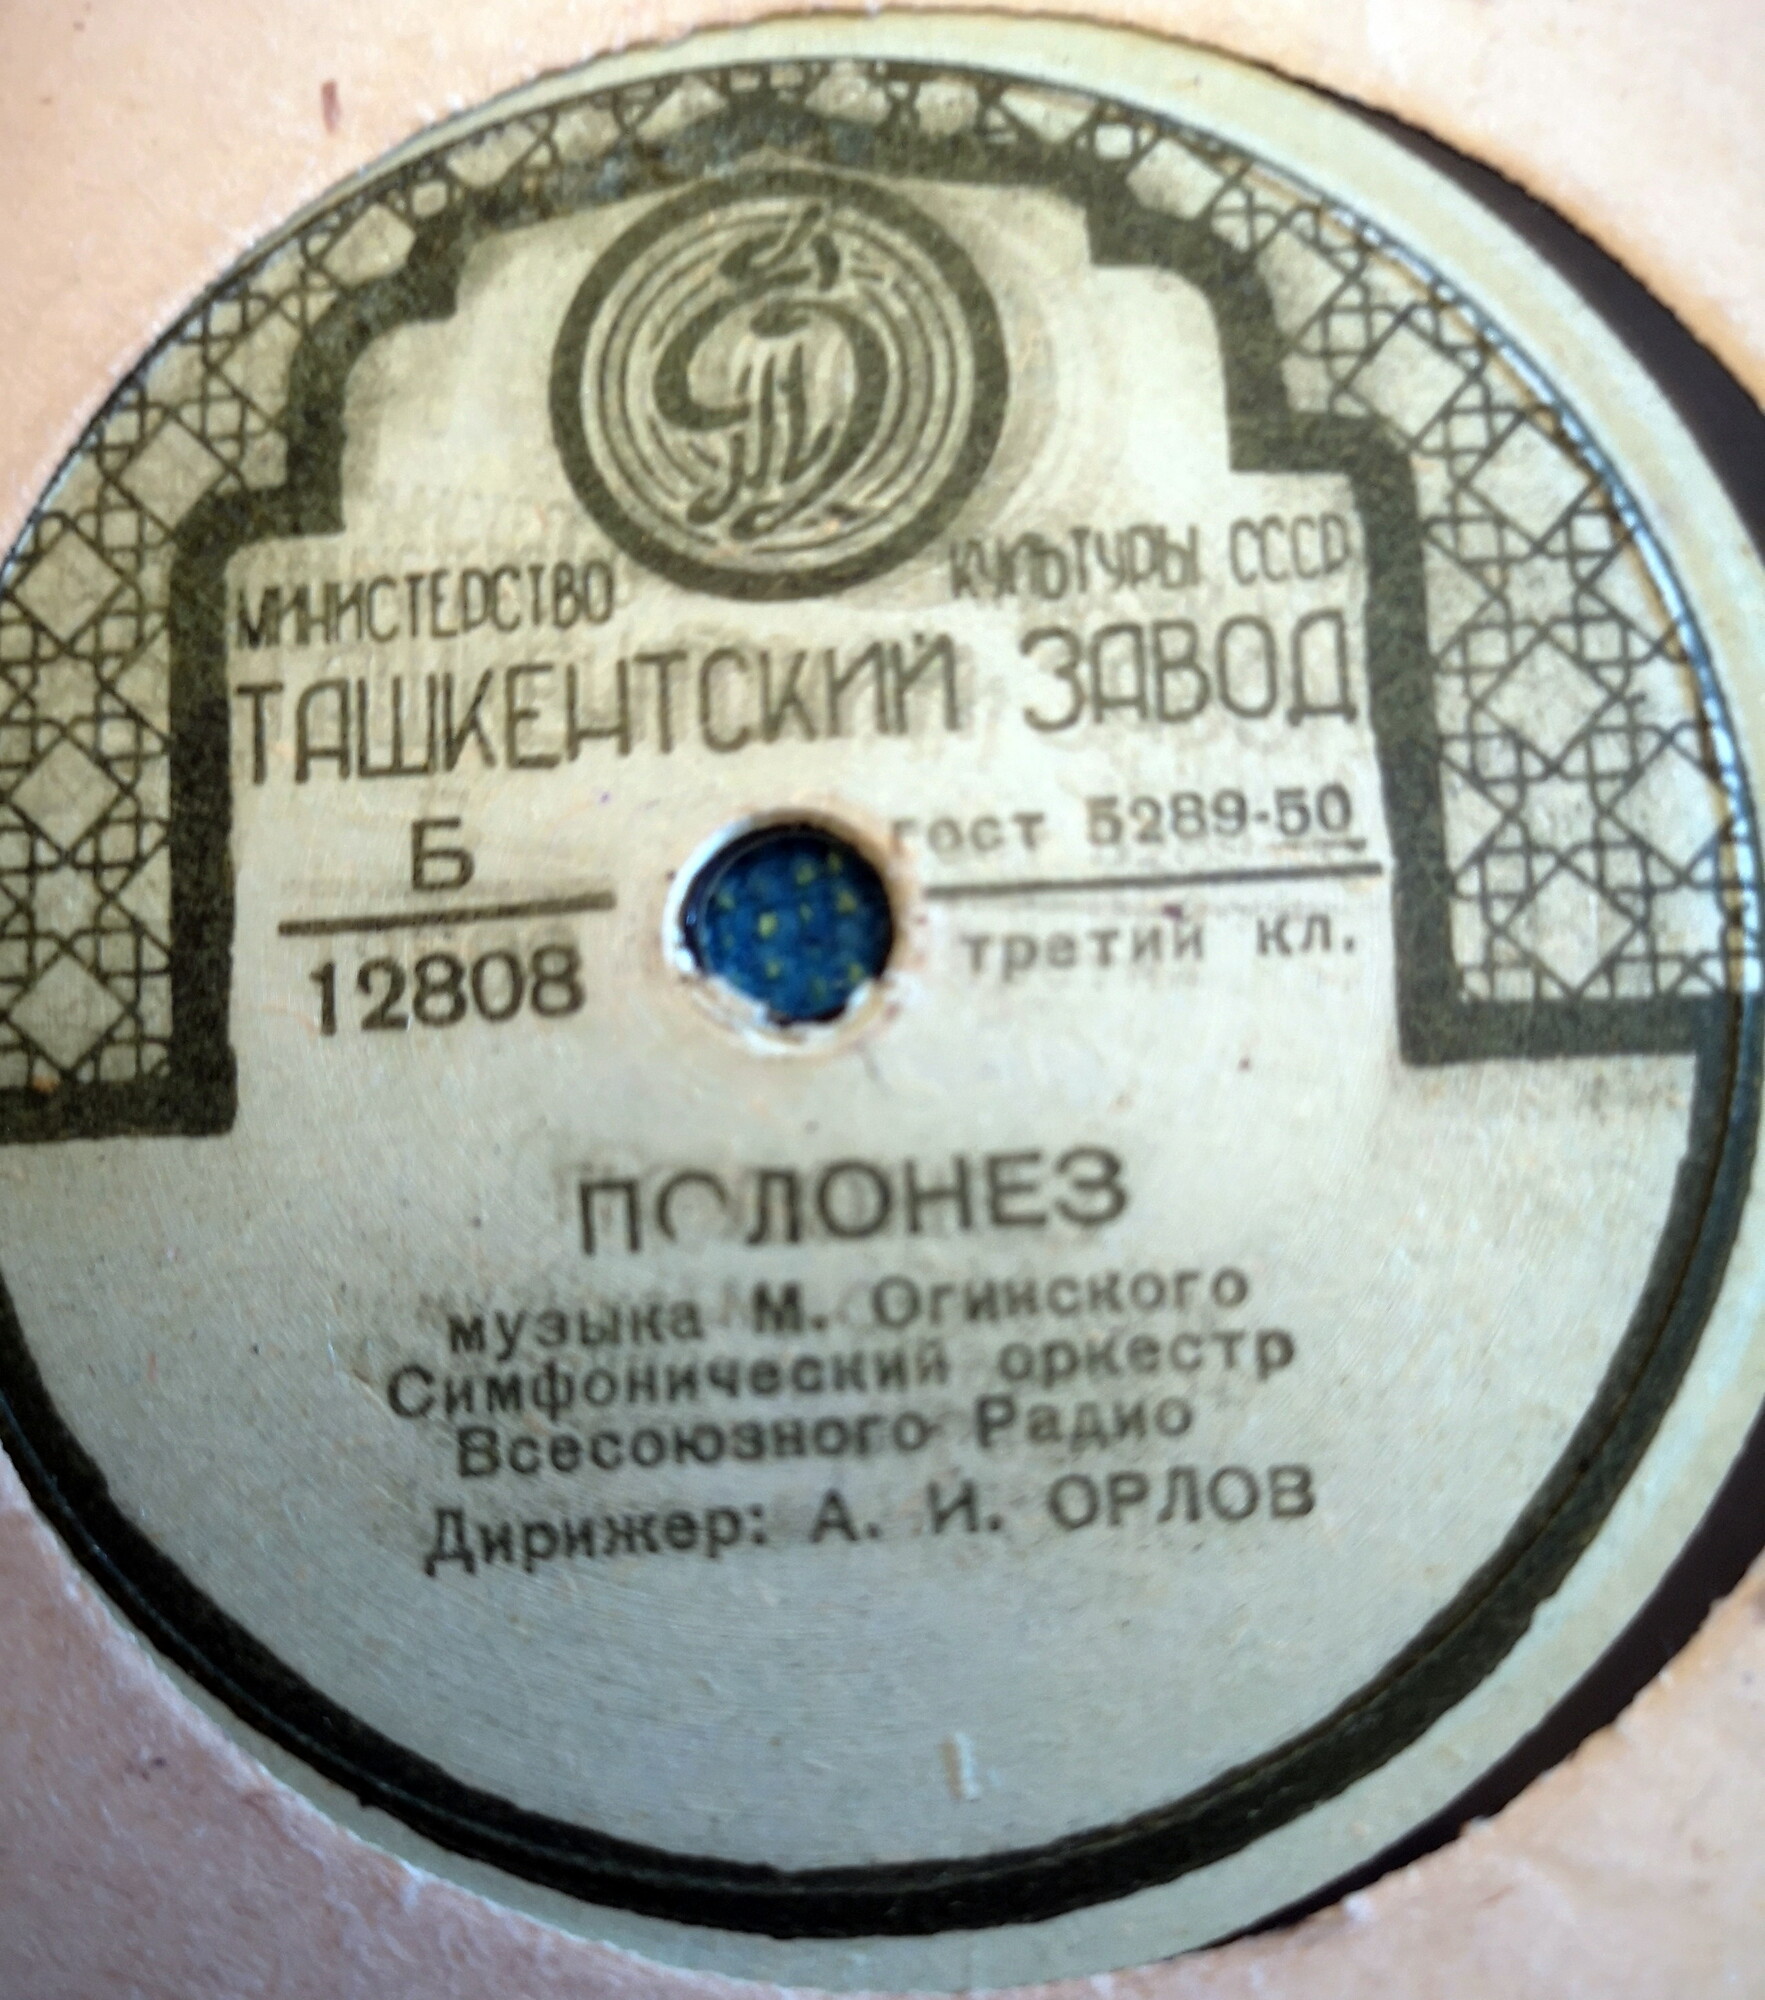 МИНИСТЕРСТВО КУЛЬТУРЫ СССР
ТАШКЕНТСКИЙ ЗАВОД
Б
12808
гост 5289-50
третий кл.
ПОЛОНЕЗ
музыка М. Огинского
Симфонический оркестр
Всесоюзного Радио
Дирижер: А. И. ОРЛОВ